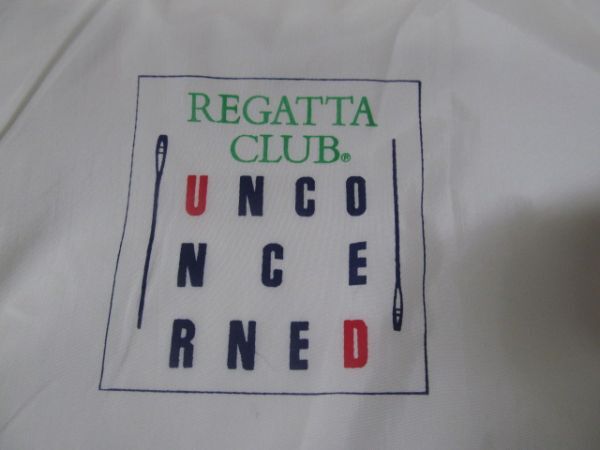 REGATTA
CLUB®
UNCO
NCE
RNED